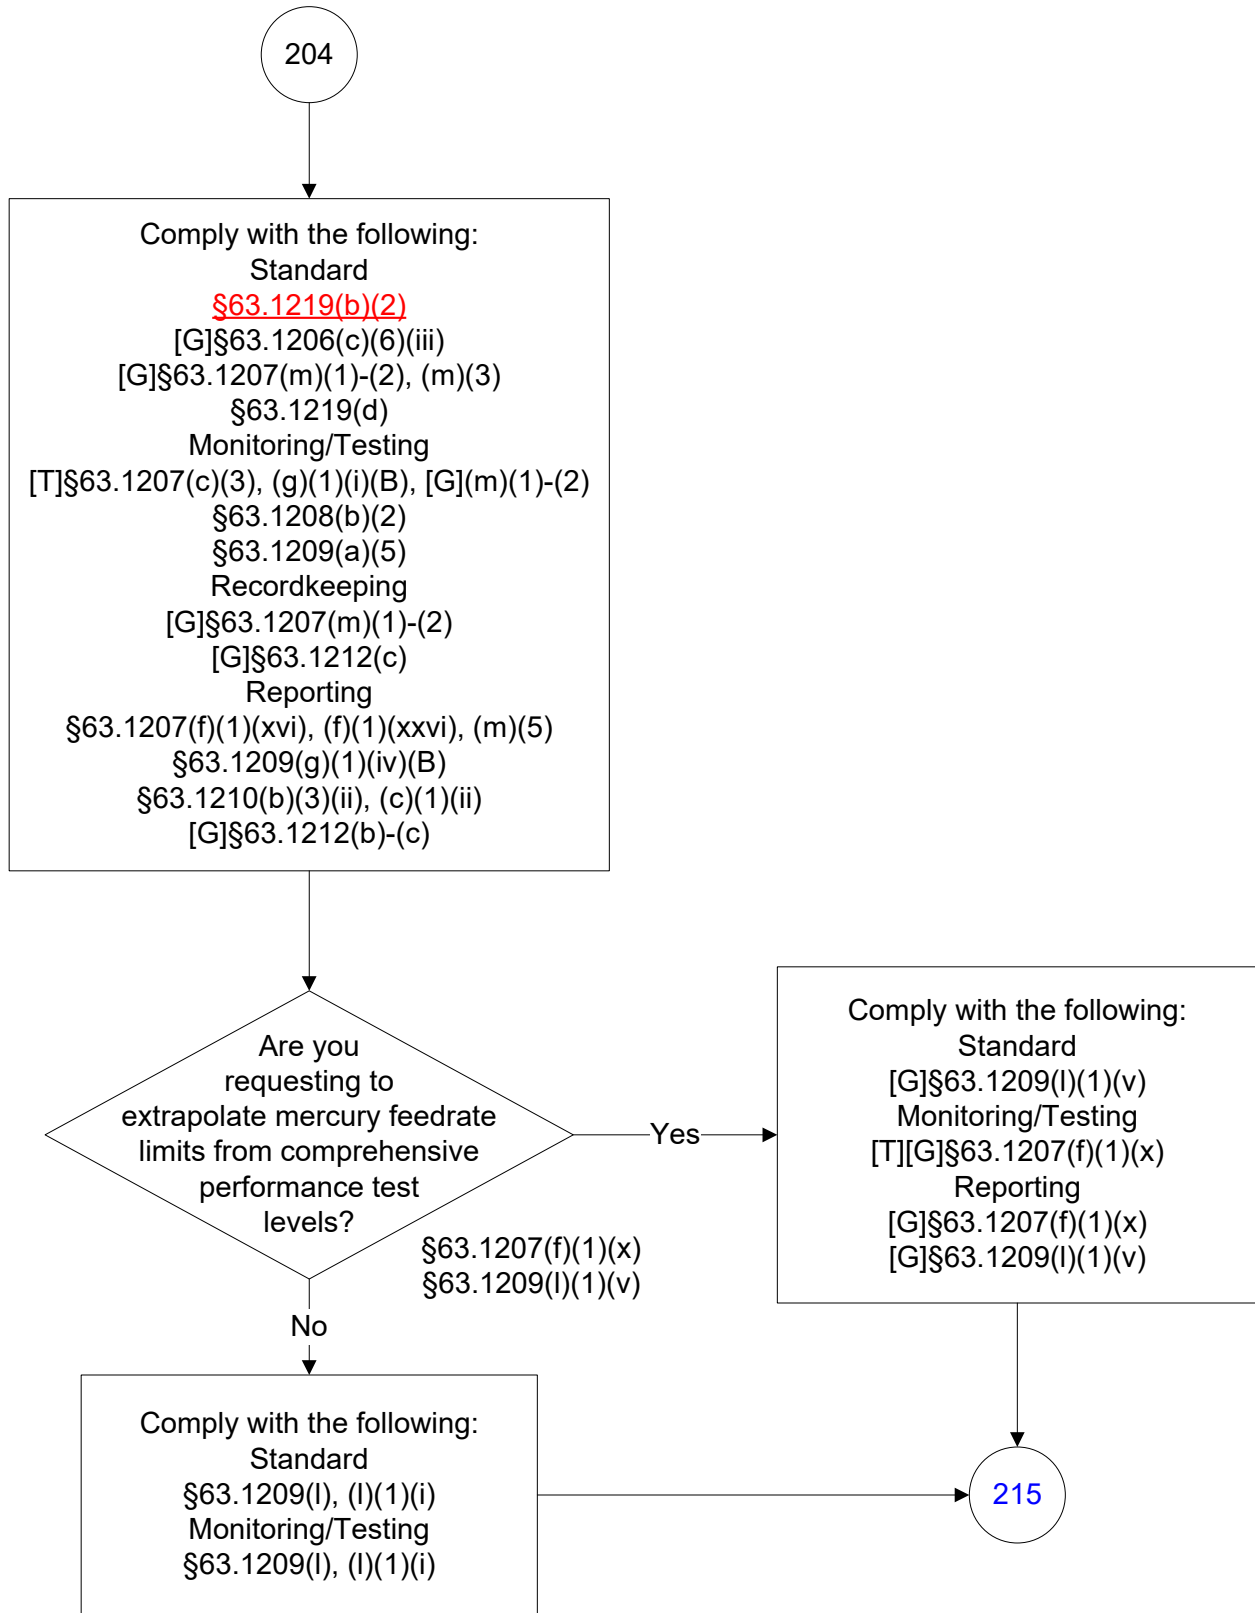 204
Comply with the following:
Standard
§63.1219(b)(2)
[G]§63.1206(c)(6)(iii)
[G]§63.1207(m)(1)-(2), (m)(3)
§63.1219(d)
Monitoring/Testing
[T]§63.1207(c)(3), (g)(1)(i)(B), [G](m)(1)-(2)
§63.1208(b)(2)
§63.1209(a)(5)
Recordkeeping
[G]§63.1207(m)(1)-(2)
[G]§63.1212(c)
Reporting
§63.1207(f)(1)(xvi), (f)(1)(xxvi), (m)(5)
§63.1209(g)(1)(iv)(B)
§63.1210(b)(3)(ii), (c)(1)(ii)
[G]§63.1212(b)-(c)
Are you
requesting to
extrapolate mercury feedrate
limits from comprehensive
performance test
levels?
§63.1207(f)(1)(x)
§63.1209(l)(1)(v)
Yes
Comply with the following:
Standard
[G]§63.1209(l)(1)(v)
Monitoring/Testing
[T][G]§63.1207(f)(1)(x)
Reporting
[G]§63.1207(f)(1)(x)
[G]§63.1209(l)(1)(v)
No
Comply with the following:
Standard
§63.1209(l), (l)(1)(i)
Monitoring/Testing
§63.1209(l), (l)(1)(i)
215